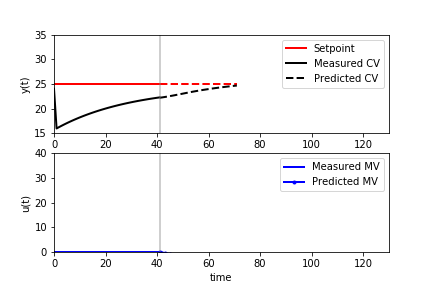 35
30
25
20
15
y(t)
Setpoint
Measured CV
Predicted CV
0 20 40 60 80 100 120
40
30
20
10
0
u(t)
Measured MV
Predicted MV
0 20 40 60 80 100 120
time